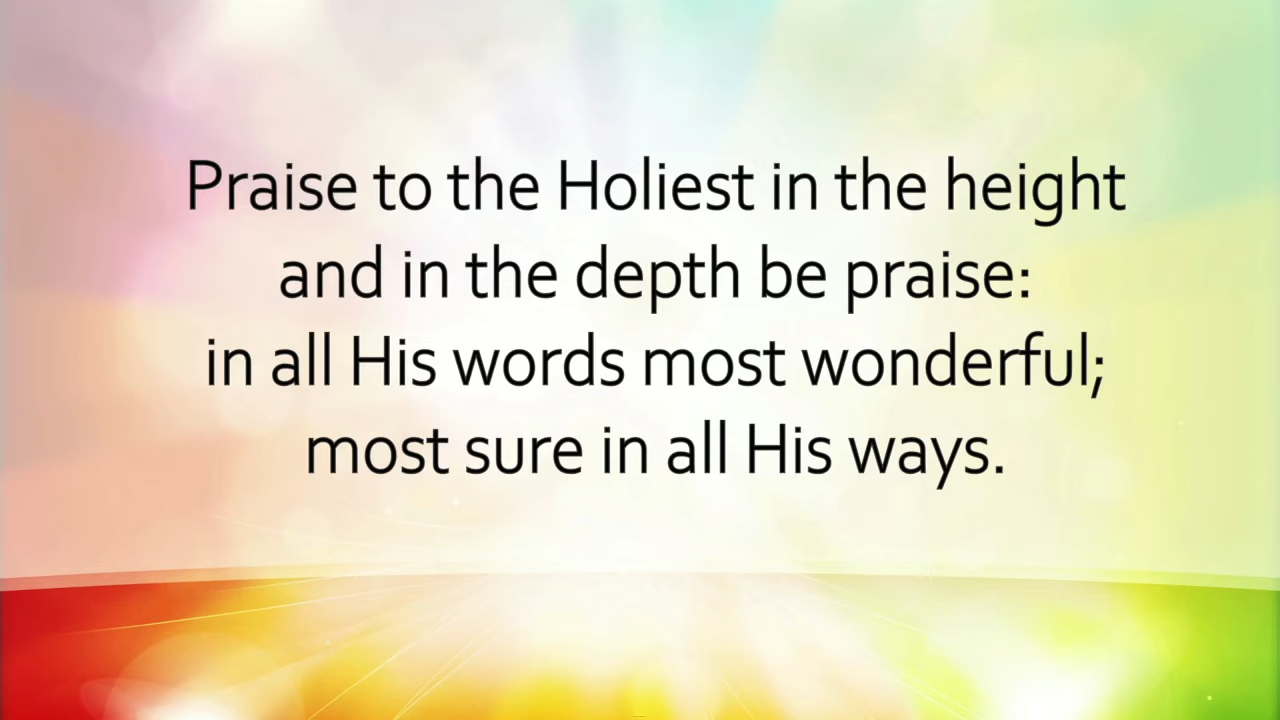 Praise to the Holiest in the height
and in the depth be praise:
in all His words most wonderful;
most sure in all His ways.